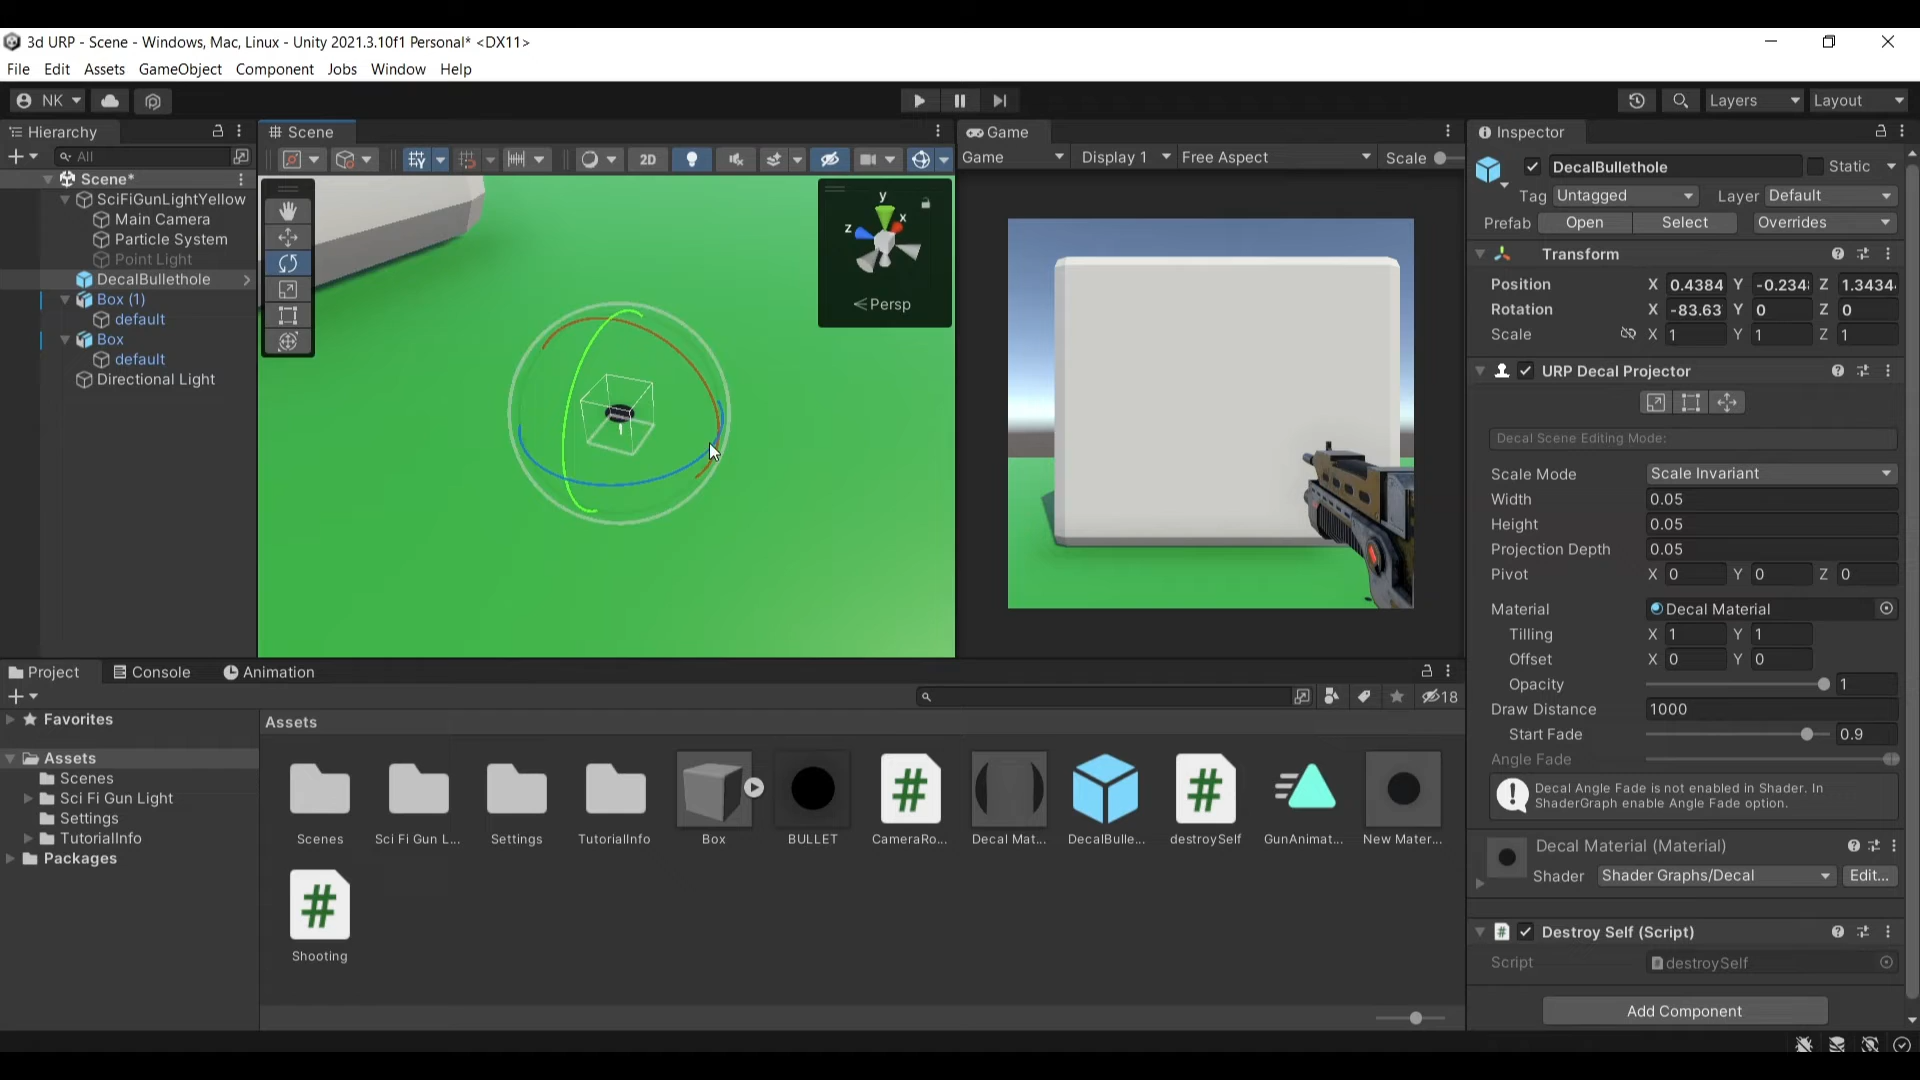 3d URP - Scene - Windows, Mac, Linux - Unity 2021.3.10f1 Personal* <DX11>
File Edit Assets GameObject Component Jobs Window Help
NK Layers Layout
Hierarchy
All
Scene*
SciFiGunLightYellow
Main Camera
Particle System
Point Light
DecalBullethole
Box (1)
default
Box
default
Directional Light
Scene
2D
y
x
z
Persp
Game
Game Display 1 Free Aspect Scale
Inspector
DecalBullethole Static
Tag Untagged Layer Default
Prefab Open Select Overrides
Transform
Position X 0.4384 Y -0.234 Z 1.3434
Rotation X -83.63 Y 0 Z 0
Scale X 1 Y 1 Z 1
URP Decal Projector
Decal Scene Editing Mode:
Scale Mode Scale Invariant
Width 0.05
Height 0.05
Projection Depth 0.05
Pivot X 0 Y 0 Z 0
Material Decal Material
Tilling X 1 Y 1
Offset X 0 Y 0
Opacity 1
Draw Distance 1000
Start Fade 0.9
Angle Fade
Decal Angle Fade is not enabled in Shader. In
ShaderGraph enable Angle Fade option.
Decal Material (Material)
Shader Shader Graphs/Decal Edit...
# Destroy Self (Script)
Script destroySelf
Add Component
Project Console Animation
18
Favorites
Assets
Scenes
Sci Fi Gun Light
Settings
TutorialInfo
Packages
Assets
Scenes Sci Fi Gun L... Settings TutorialInfo Box BULLET CameraRo... Decal Mat... DecalBulle... destroySelf GunAnimat... New Mater...
Shooting